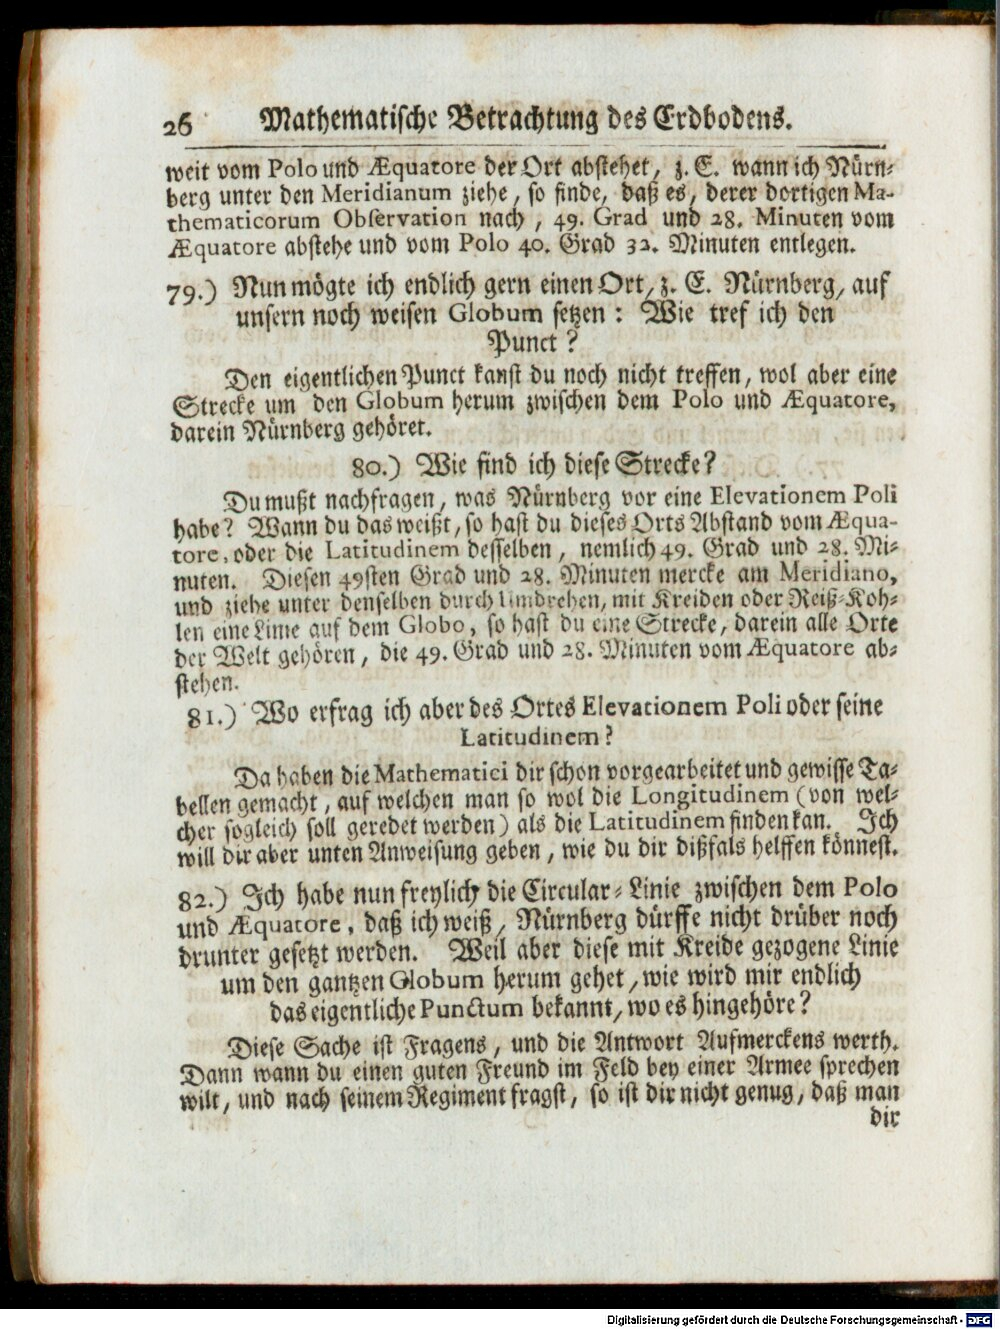 26 Mathematische Betrachtung des Erdbodens.
weit vom Polo und Æquatore der Ort abstehet, z. E. wann ich Nürn-
berg unter den Meridianum ziehe, so finde, daß es, derer dortigen Ma-
thematicorum Observation nach, 49. Grad und 28. Minuten vom
Æquatore abstehe und vom Polo 40. Grad 32. Minuten entlegen.
79.) Nun mögte ich endlich gern einen Ort, z. E. Nürnberg, auf
unsern noch weisen Globum setzen: Wie tref ich den
Punct?
Den eigentlichen Punct kanst du noch nicht treffen, wol aber eine
Strecke um den Globum herum zwischen dem Polo und Æquatore,
darein Nürnberg gehöret.
80.) Wie find ich diese Strecke?
Du mußt nachfragen, was Nürnberg vor eine Elevationem Poli
habe? Wann du das weißt, so hast du dieses Orts Abstand vom Æqua-
tore, oder die Latitudinem desselben, nemlich 49. Grad und 28. Mi-
nuten. Diesen 49sten Grad und 28. Minuten mercke am Meridiano,
und ziehe unter denselben durch Umdrehen, mit Kreiden oder Reiß-Koh-
len eine Linie auf dem Globo, so hast du eine Strecke, darein alle Orte
der Welt gehören, die 49. Grad und 28. Minuten vom Æquatore ab-
stehen.
81.) Wo erfrag ich aber des Ortes Elevationem Poli oder seine
Latitudinem?
Da haben die Mathematici dir schon vorgearbeitet und gewisse Ta-
bellen gemacht, auf welchen man so wol die Longitudinem (von wel-
cher sogleich soll geredet werden) als die Latitudinem finden kan. Ich
will dir aber unten Anweisung geben, wie du dir dißfals helffen könnest.
82.) Ich habe nun freylich die Circular-Linie zwischen dem Polo
und Æquatore, daß ich weiß, Nürnberg dürffe nicht drüber noch
drunter gesetzt werden. Weil aber diese mit Kreide gezogene Linie
um den gantzen Globum herum gehet, wie wird mir endlich
das eigentliche Punctum bekannt, wo es hingehöre?
Diese Sache ist Fragens, und die Antwort Aufmerckens werth.
Dann wann du einen guten Freund im Feld bey einer Armee sprechen
wilt, und nach seinem Regiment fragst, so ist dir nicht genug, daß man
dir
Digitalisierung gefördert durch die Deutsche Forschungsgemeinschaft - DFG